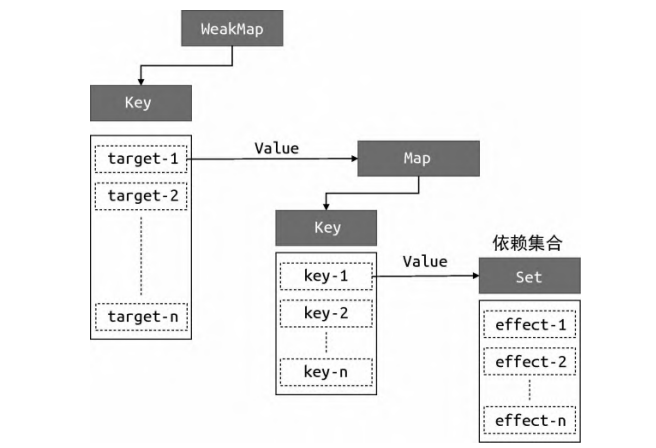 WeakMap
Key
target-1
target-2
target-n
Value
Map
Key
key-1
key-2
key-n
Value
依赖集合
Set
effect-1
effect-2
effect-n